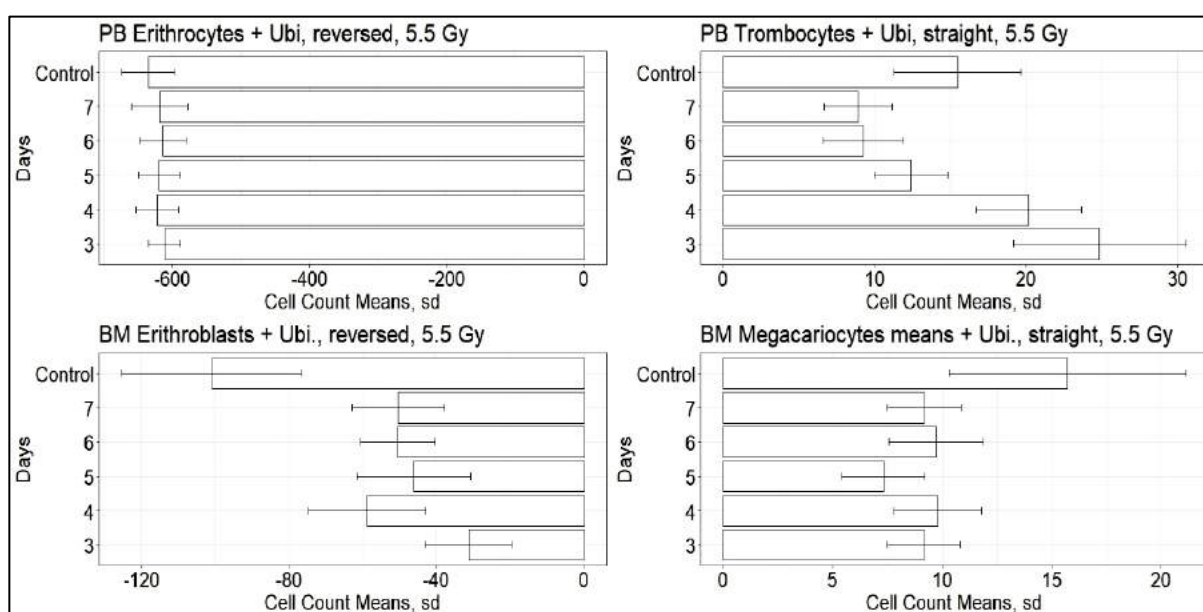 PB Erithrocytes + Ubi, reversed, 5.5 Gy
Days
Control
7
6
5
4
3
-600 -400 -200 0
Cell Count Means, sd
PB Trombocytes + Ubi, straight, 5.5 Gy
Days
Control
7
6
5
4
3
0 10 20 30
Cell Count Means, sd
BM Erithroblasts + Ubi., reversed, 5.5 Gy
Days
Control
7
6
5
4
3
-120 -80 -40 0
Cell Count Means, sd
BM Megacariocytes means + Ubi., straight, 5.5 Gy
Days
Control
7
6
5
4
3
0 5 10 15 20
Cell Count Means, sd